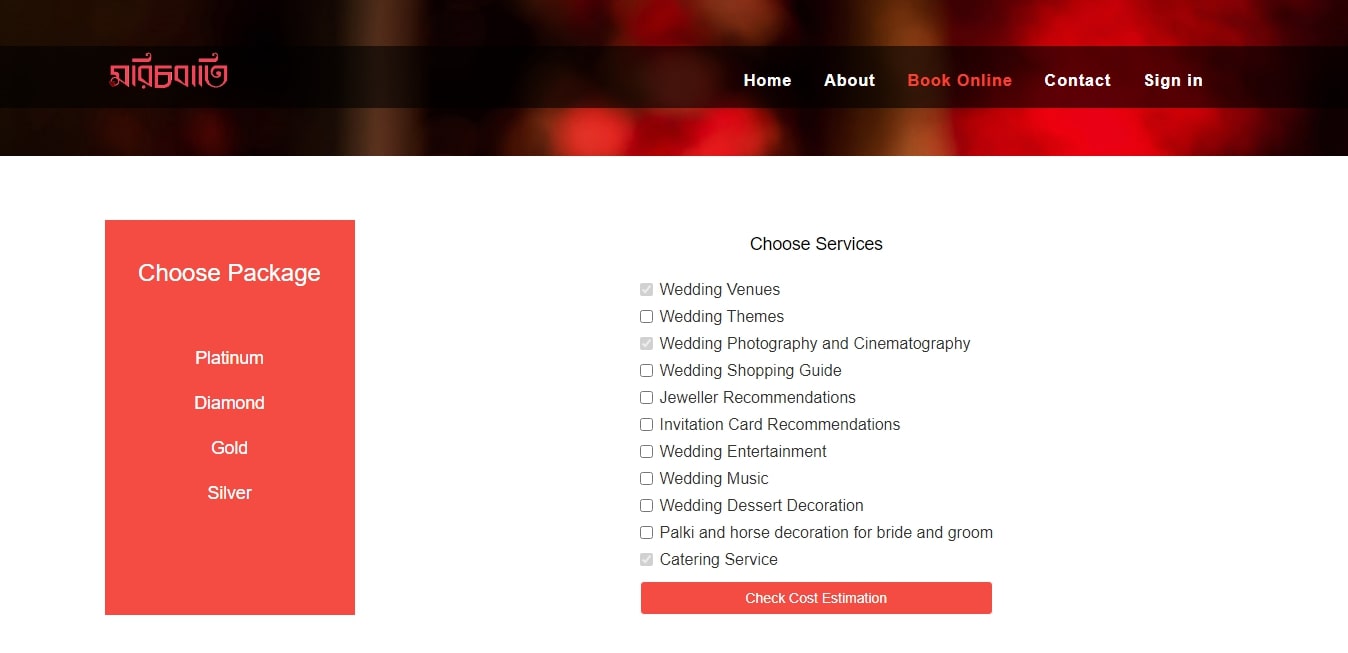 মরিচবাতি
Home About Book Online Contact Sign in
Choose Package
Platinum
Diamond
Gold
Silver
Choose Services
Wedding Venues
Wedding Themes
Wedding Photography and Cinematography
Wedding Shopping Guide
Jeweller Recommendations
Invitation Card Recommendations
Wedding Entertainment
Wedding Music
Wedding Dessert Decoration
Palki and horse decoration for bride and groom
Catering Service
Check Cost Estimation